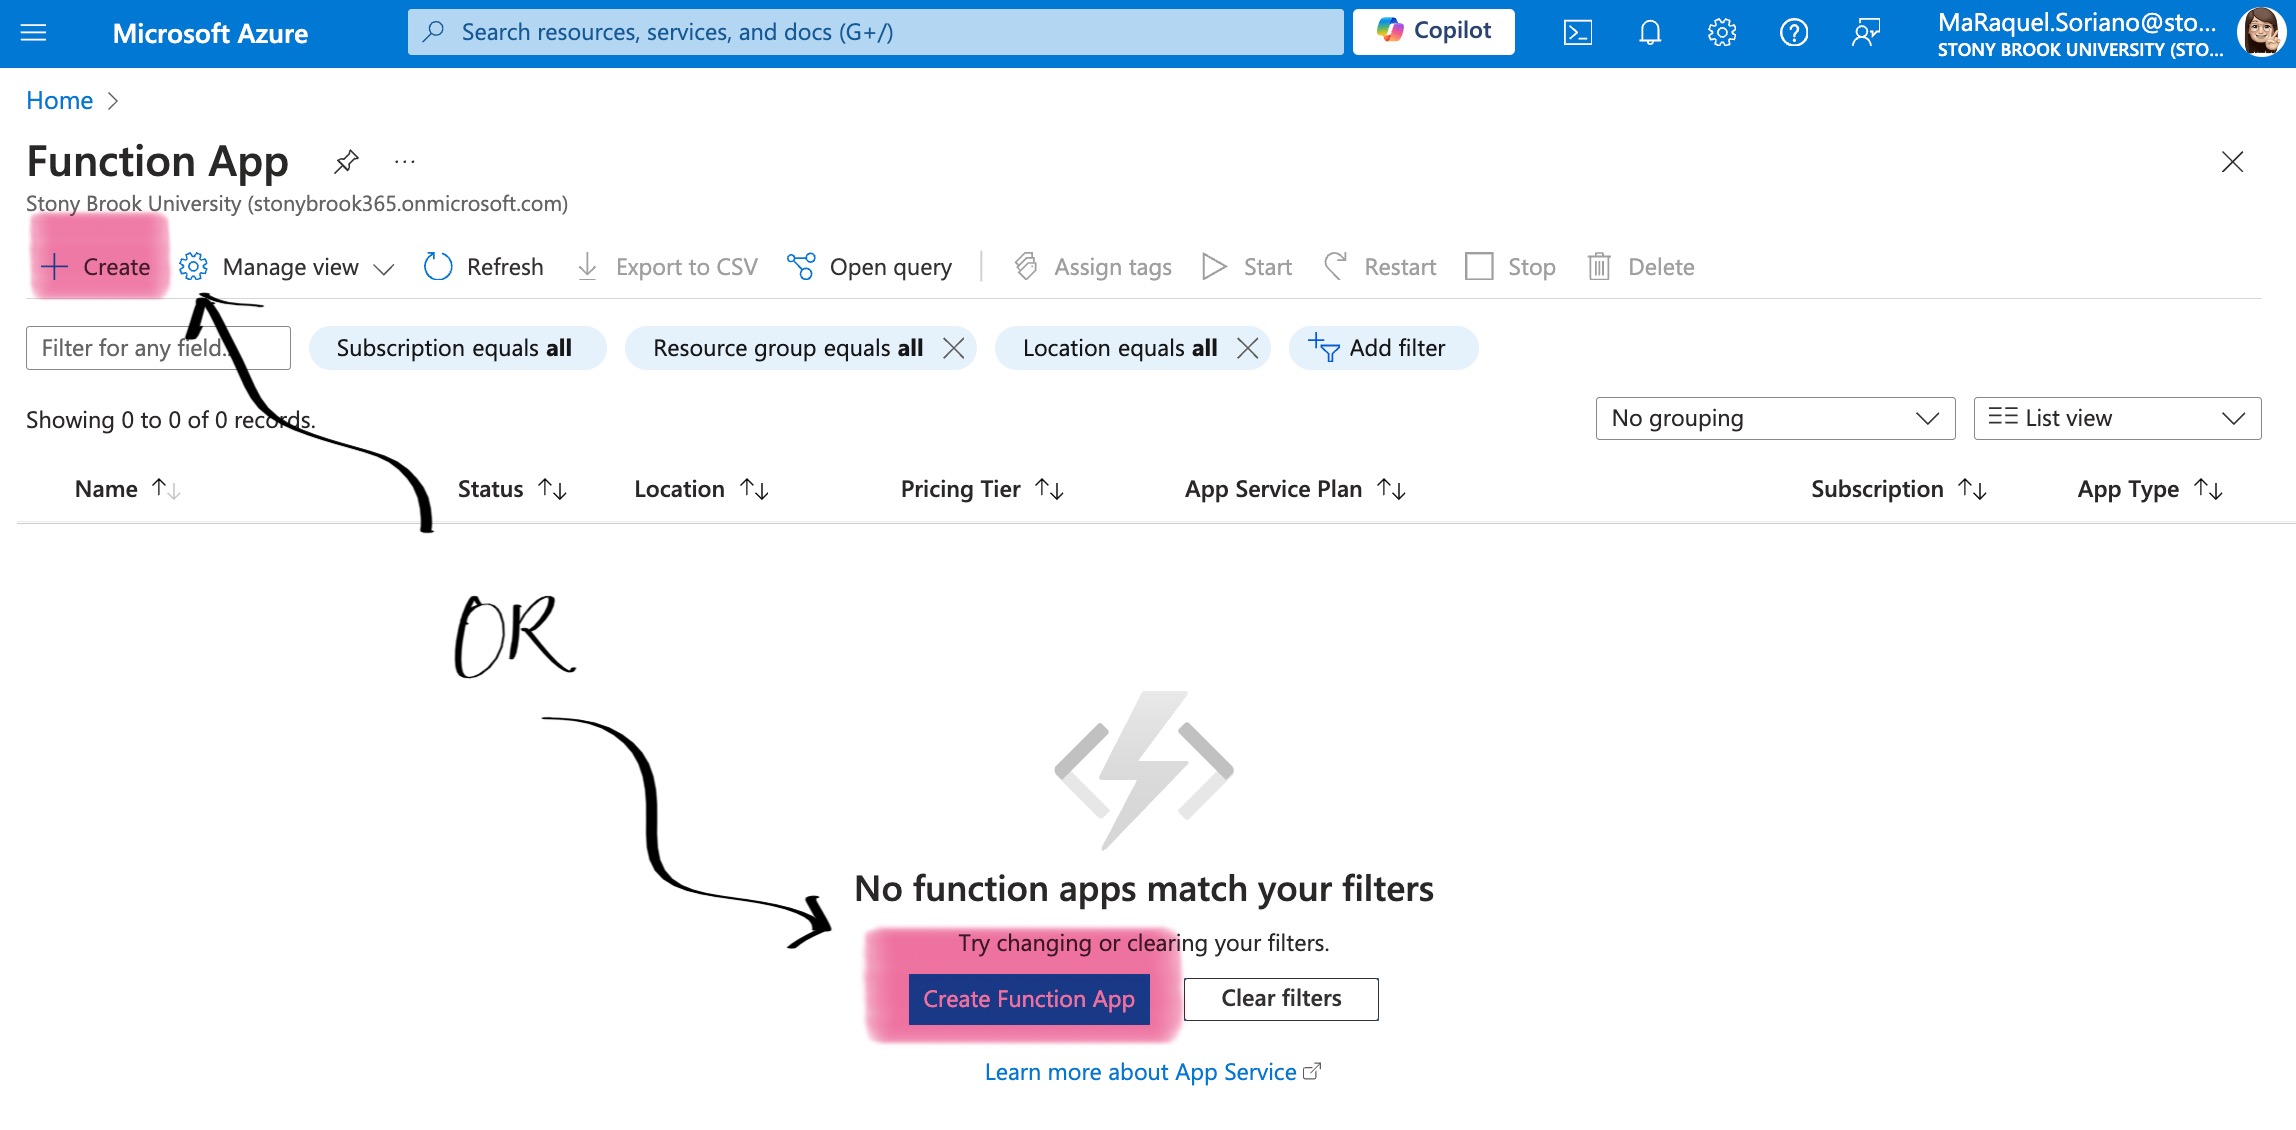 Microsoft Azure
Search resources, services, and docs (G+/)
Copilot
MaRaquel.Soriano@sto...
STONY BROOK UNIVERSITY (STO...
Home
Function App
...
Stony Brook University (stonybrook365.onmicrosoft.com)
+ Create
Manage view
Refresh
Export to CSV
Open query
Assign tags
Start
Restart
Stop
Delete
Filter for any field...
Subscription equals all
Resource group equals all
Location equals all
Add filter
Showing 0 to 0 of 0 records.
No grouping
List view
Name
Status
Location
Pricing Tier
App Service Plan
Subscription
App Type
OR
No function apps match your filters
Try changing or clearing your filters.
Create Function App
Clear filters
Learn more about App Service